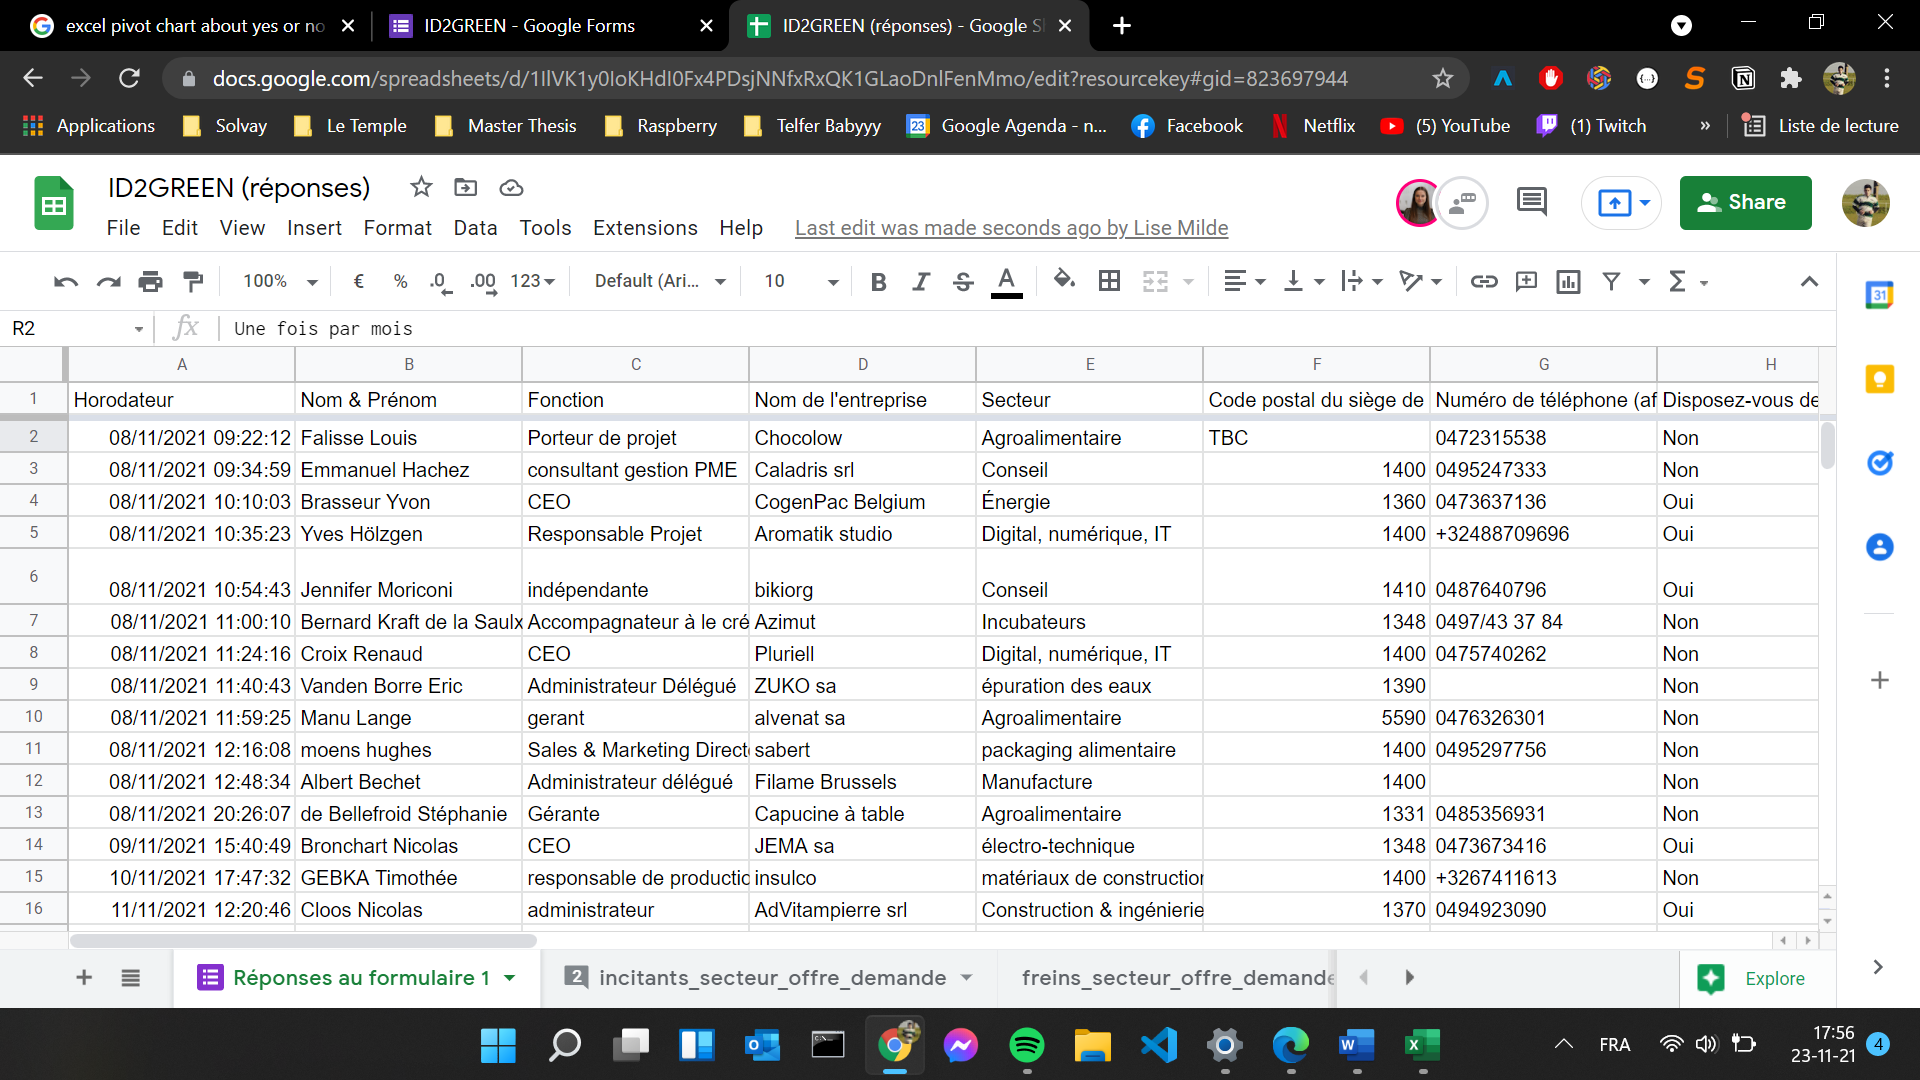 excel pivot chart about yes or no
ID2GREEN - Google Forms
ID2GREEN (réponses) - Google S
docs.google.com/spreadsheets/d/1IlVK1y0IoKHdI0Fx4PDsjNNfxRxQK1GLaoDnlFenMmo/edit?resourcekey#gid=823697944
Applications Solvay Le Temple Master Thesis Raspberry Telfer Babyyy 23 Google Agenda - n... Facebook Netflix (5) YouTube (1) Twitch » Liste de lecture
ID2GREEN (réponses)
Share
File Edit View Insert Format Data Tools Extensions Help Last edit was made seconds ago by Lise Milde
100% € % .0 .00 123 Default (Ari... 10 B I S A Σ
31
R2 fx Une fois par mois
A B C D E F G H
1 Horodateur Nom & Prénom Fonction Nom de l'entreprise Secteur Code postal du siège de Numéro de téléphone (af Disposez-vous de
2 08/11/2021 09:22:12 Falisse Louis Porteur de projet Chocolow Agroalimentaire TBC 0472315538 Non
3 08/11/2021 09:34:59 Emmanuel Hachez consultant gestion PME Caladris srl Conseil 1400 0495247333 Non
4 08/11/2021 10:10:03 Brasseur Yvon CEO CogenPac Belgium Énergie 1360 0473637136 Oui
5 08/11/2021 10:35:23 Yves Hölzgen Responsable Projet Aromatik studio Digital, numérique, IT 1400 +32488709696 Oui
6 08/11/2021 10:54:43 Jennifer Moriconi indépendante bikiorg Conseil 1410 0487640796 Oui
7 08/11/2021 11:00:10 Bernard Kraft de la Saulx Accompagnateur à le cré Azimut Incubateurs 1348 0497/43 37 84 Non
8 08/11/2021 11:24:16 Croix Renaud CEO Pluriell Digital, numérique, IT 1400 0475740262 Non
9 08/11/2021 11:40:43 Vanden Borre Eric Administrateur Délégué ZUKO sa épuration des eaux 1390 Non
10 08/11/2021 11:59:25 Manu Lange gerant alvenat sa Agroalimentaire 5590 0476326301 Non
11 08/11/2021 12:16:08 moens hughes Sales & Marketing Direct sabert packaging alimentaire 1400 0495297756 Non
12 08/11/2021 12:48:34 Albert Bechet Administrateur délégué Filame Brussels Manufacture 1400 Non
13 08/11/2021 20:26:07 de Bellefroid Stéphanie Gérante Capucine à table Agroalimentaire 1331 0485356931 Non
14 09/11/2021 15:40:49 Bronchart Nicolas CEO JEMA sa électro-technique 1348 0473673416 Oui
15 10/11/2021 17:47:32 GEBKA Timothée responsable de productio insulco matériaux de construction 1400 +3267411613 Non
16 11/11/2021 12:20:46 Cloos Nicolas administrateur AdVitampierre srl Construction & ingénierie 1370 0494923090 Oui
Réponses au formulaire 1 2 incitants_secteur_offre_demande freins_secteur_offre_demande Explore
FRA 17:56 4
23-11-21